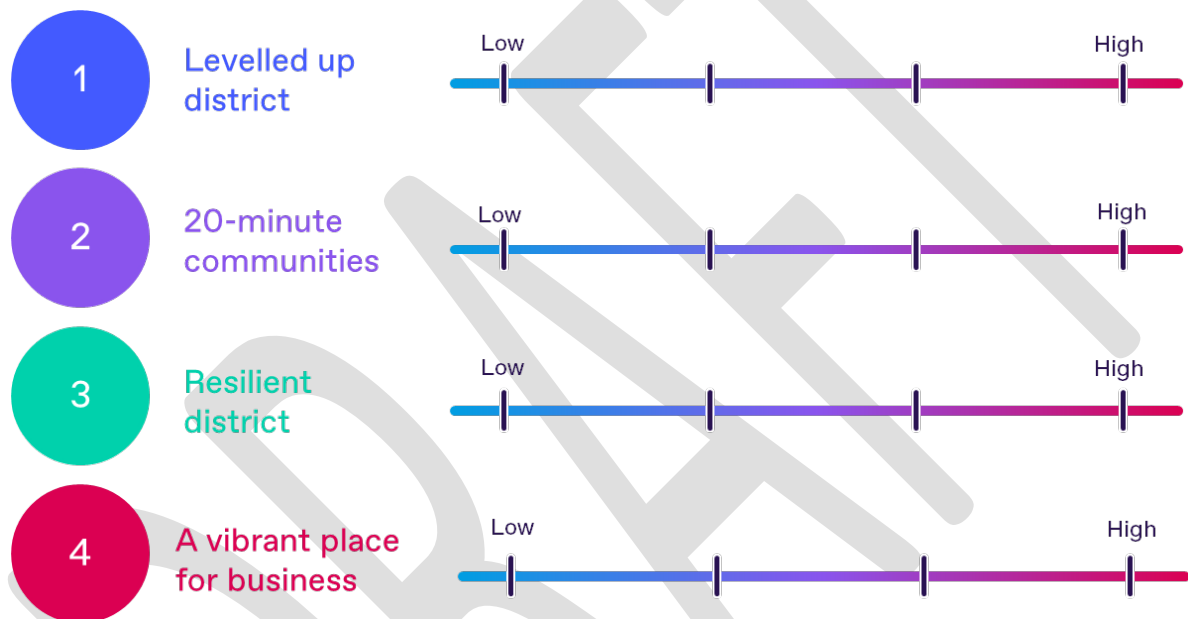 1
Levelled up
district
Low
High
2
20-minute
communities
Low
High
3
Resilient
district
Low
High
4
A vibrant place
for business
Low
High
DRAFT